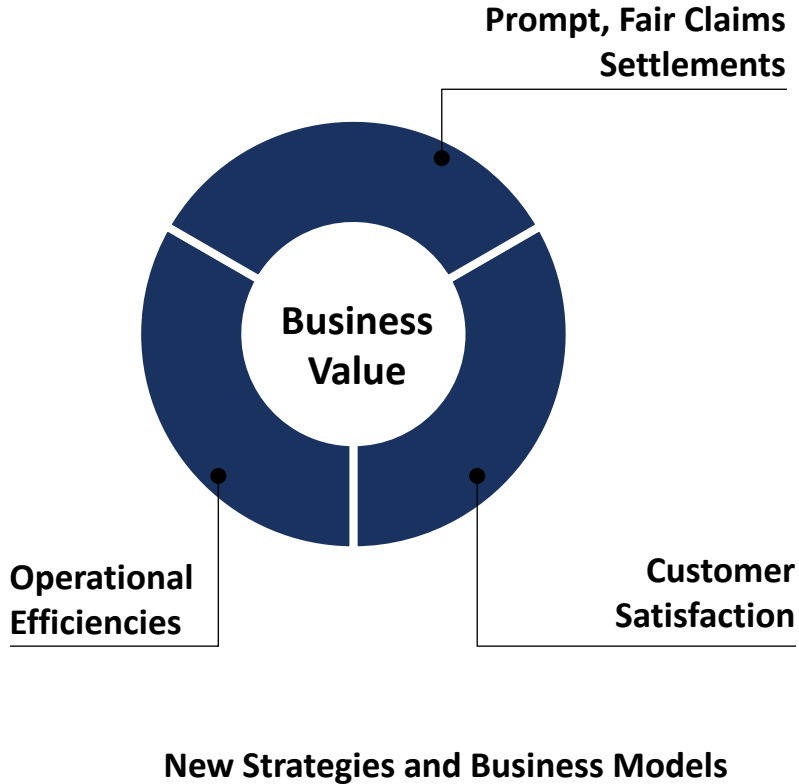 Prompt, Fair Claims
Settlements
Business
Value
Operational
Efficiencies
Customer
Satisfaction
New Strategies and Business Models